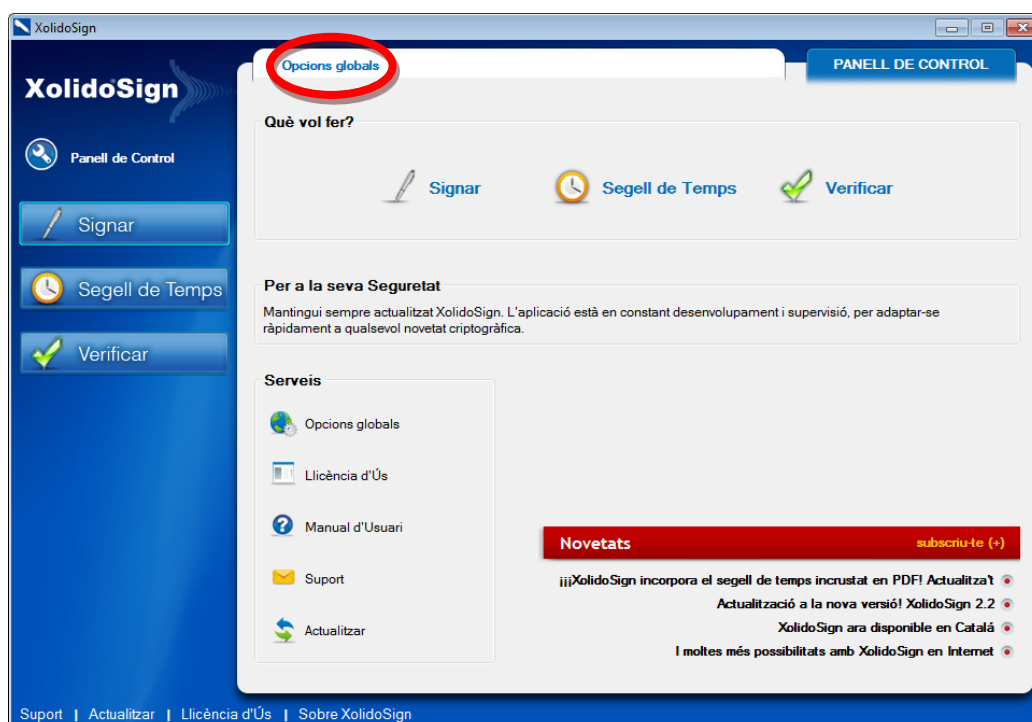 XolidoSign
XolidoSign
Panell de Control
Signar
Segell de Temps
Verificar
Opcions globals
PANELL DE CONTROL
Què vol fer?
Signar
Segell de Temps
Verificar
Per a la seva Seguretat
Mantingui sempre actualitzat XolidoSign. L'aplicació està en constant desenvolupament i supervisió, per adaptar-se
ràpidament a qualsevol novetat criptogràfica.
Serveis
Opcions globals
Llicència d'Ús
Manual d'Usuari
Suport
Actualitzar
Novetats
subscriu-te (+)
¡¡¡XolidoSign incorpora el segell de temps incrustat en PDF! Actualitza't
Actualització a la nova versió! XolidoSign 2.2
XolidoSign ara disponible en Catalá
I moltes més possibilitats amb XolidoSign en Internet
Suport | Actualitzar | Llicència d'Ús | Sobre XolidoSign